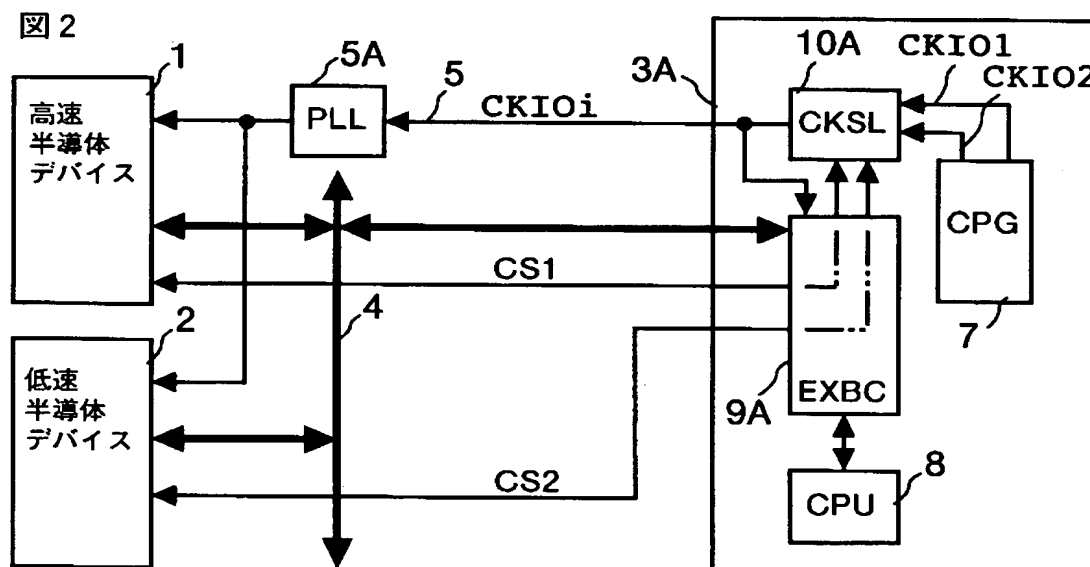 図2
1
高速
半導体
デバイス
5A
PLL
5
CKIOi
3A
10A
CKSL
CKIO1
CKIO2
CPG
7
CS1
4
2
低速
半導体
デバイス
CS2
9A
EXBC
CPU
8